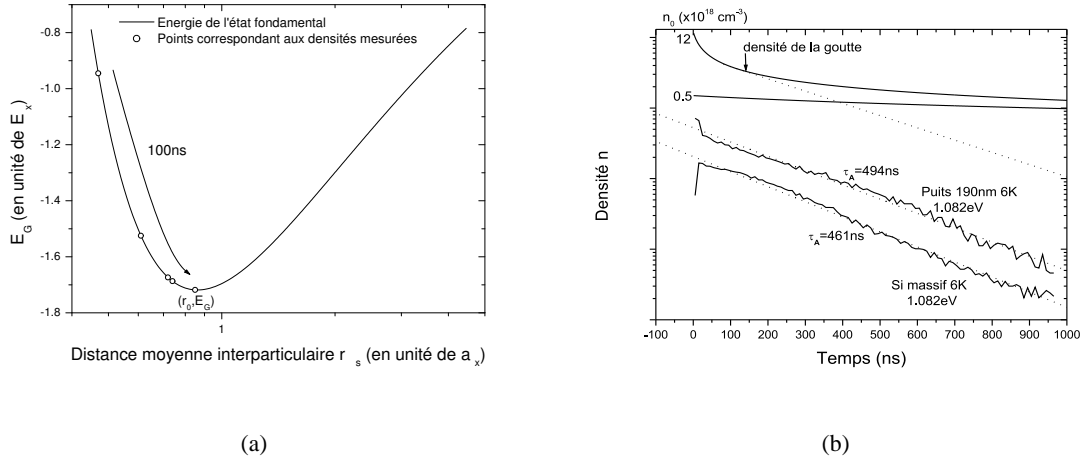 Energie de l'état fondamental
Points correspondant aux densités mesurées
-0.8
-1.0
-1.2
-1.4
-1.6
-1.8
E_G (en unité de E_x)
100ns
(r_0,E_G)
1
Distance moyenne interparticulaire r_s (en unité de a_x)
(a)
n_0 (x10^18 cm^-3)
12
densité de la goutte
0.5
τ_A=494ns
Puits 190nm 6K
1.082eV
τ_A=461ns
Si massif 6K
1.082eV
Densité n
-100 0 100 200 300 400 500 600 700 800 900 1000
Temps (ns)
(b)